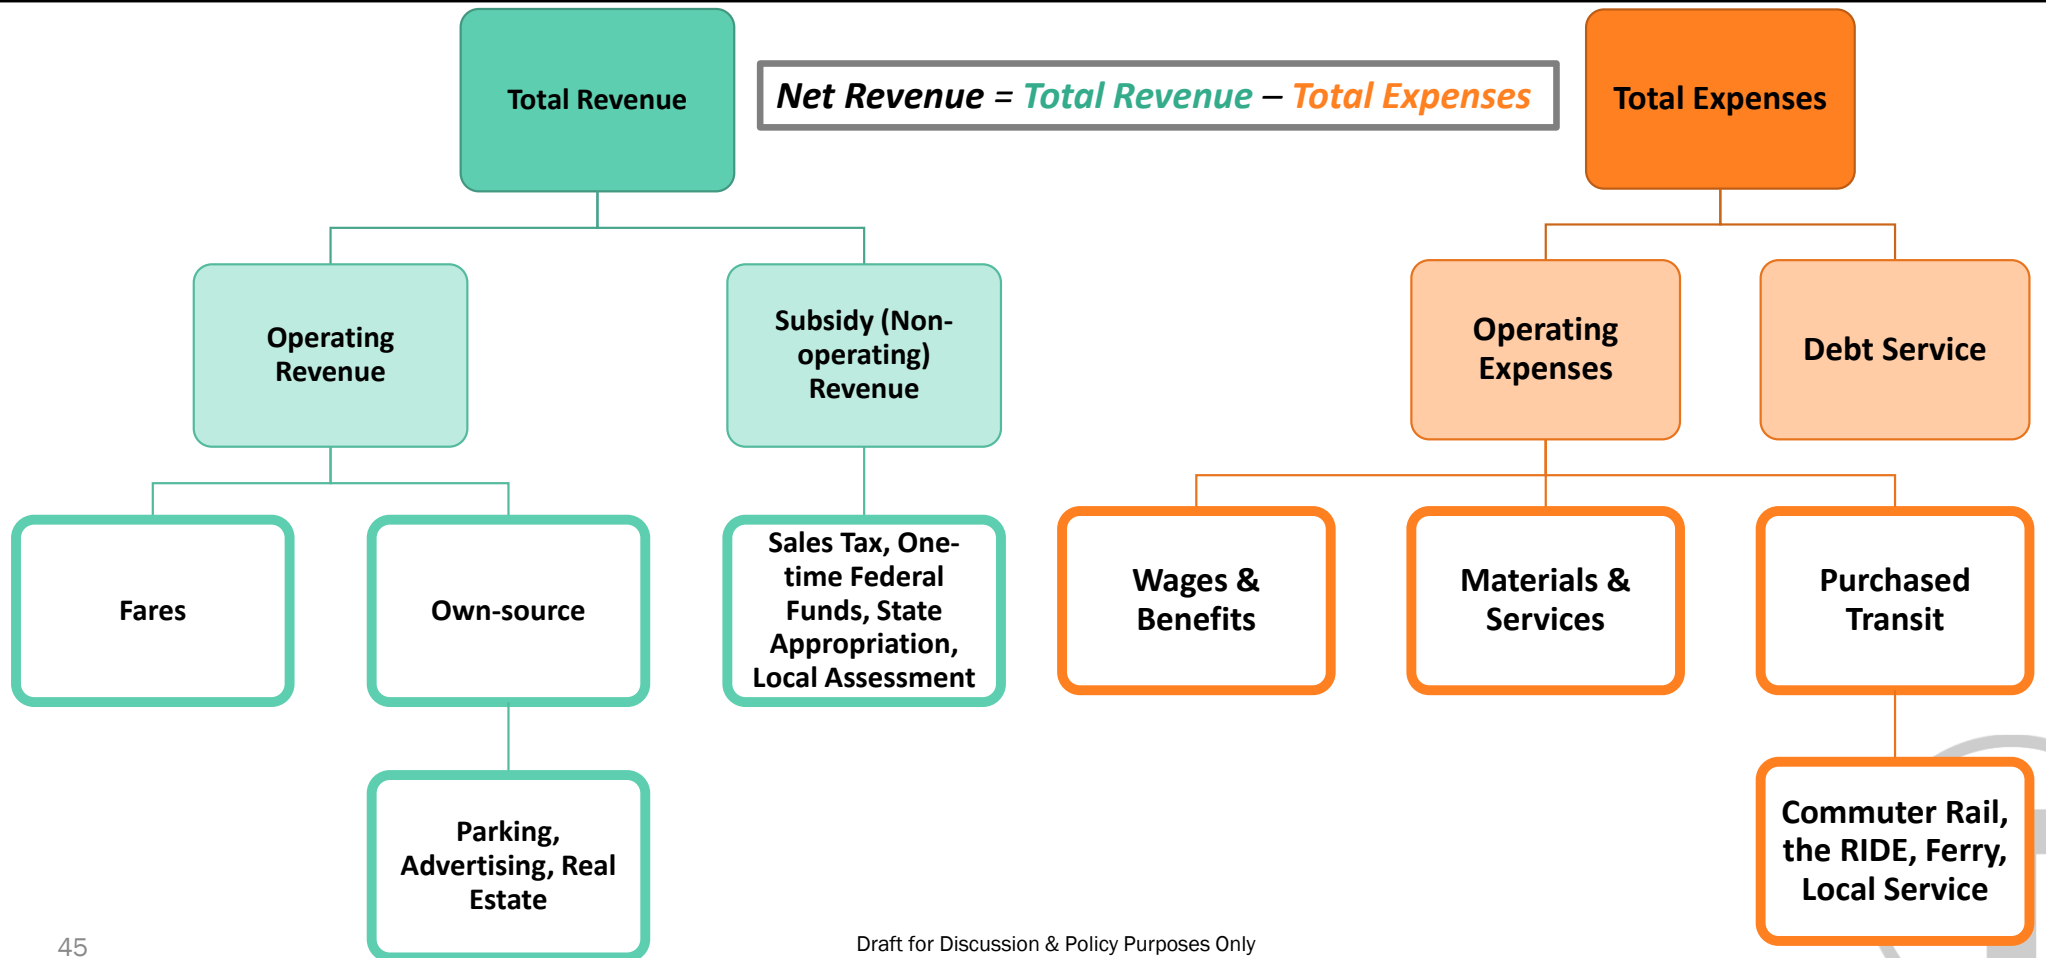 Total Revenue
Net Revenue = Total Revenue – Total Expenses
Total Expenses
Operating
Revenue
Subsidy (Non-
operating)
Revenue
Operating
Expenses
Debt Service
Fares
Own-source
Sales Tax, One-
time Federal
Funds, State
Appropriation,
Local Assessment
Wages &
Benefits
Materials &
Services
Purchased
Transit
Parking,
Advertising, Real
Estate
Commuter Rail,
the RIDE, Ferry,
Local Service
45
Draft for Discussion & Policy Purposes Only